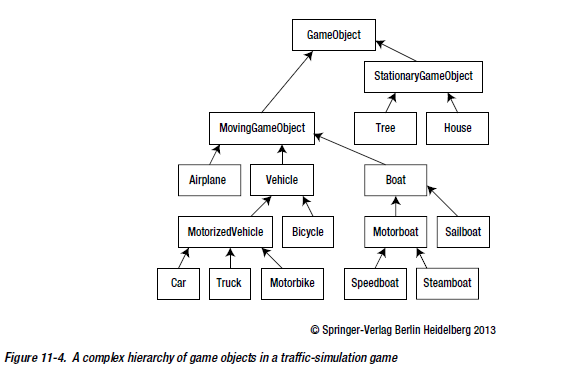 GameObject
StationaryGameObject
MovingGameObject
Tree
House
Airplane
Vehicle
Boat
MotorizedVehicle
Bicycle
Motorboat
Sailboat
Car
Truck
Motorbike
Speedboat
Steamboat
© Springer-Verlag Berlin Heidelberg 2013
Figure 11-4. A complex hierarchy of game objects in a traffic-simulation game